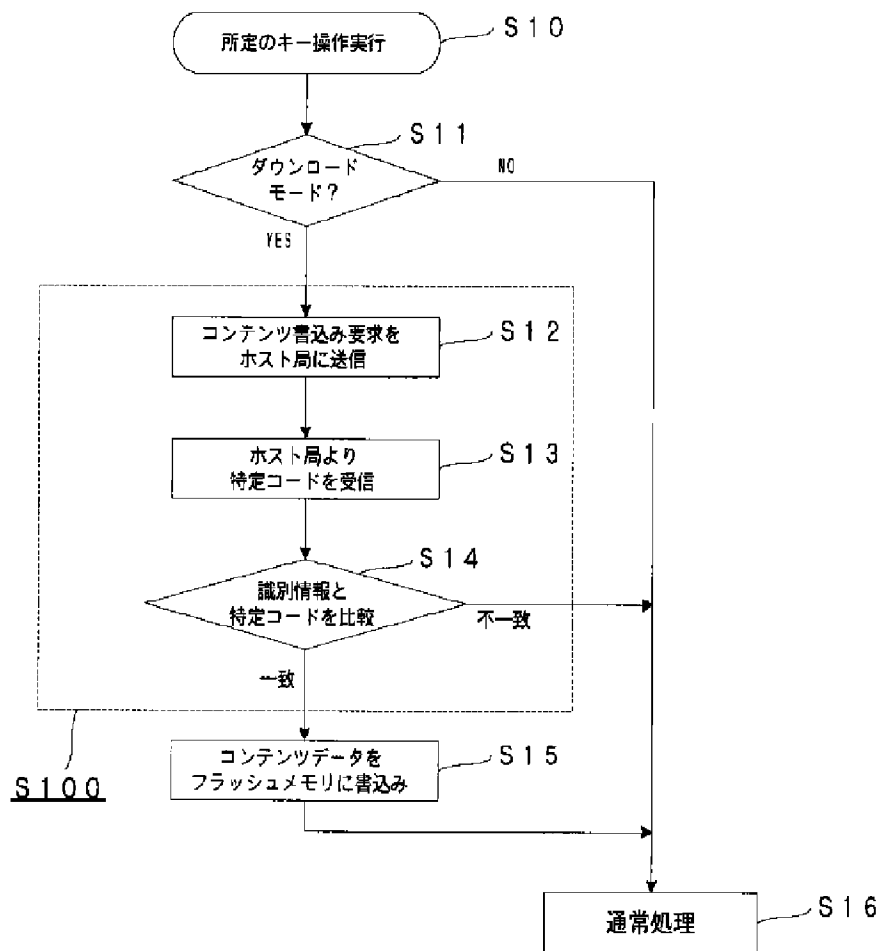 所定のキー操作実行
S10
S11
ダウンロード
モード?
NO
YES
コンテンツ書込み要求を
ホスト局に送信
S12
ホスト局より
特定コードを受信
S13
S14
識別情報と
特定コードを比較
不一致
一致
コンテンツデータを
フラッシュメモリに書込み
S15
S100
通常処理
S16